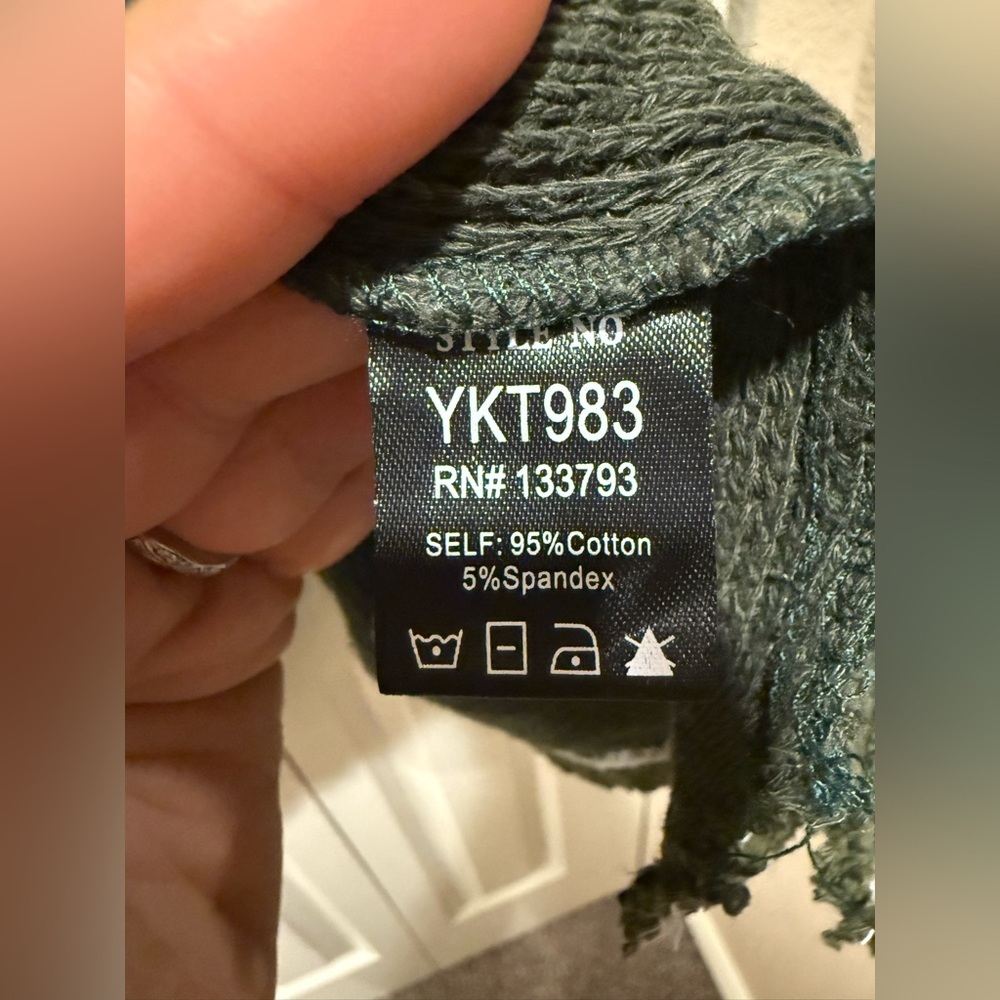 STYLE NO
YKT983
RN# 133793
SELF: 95%Cotton
5%Spandex